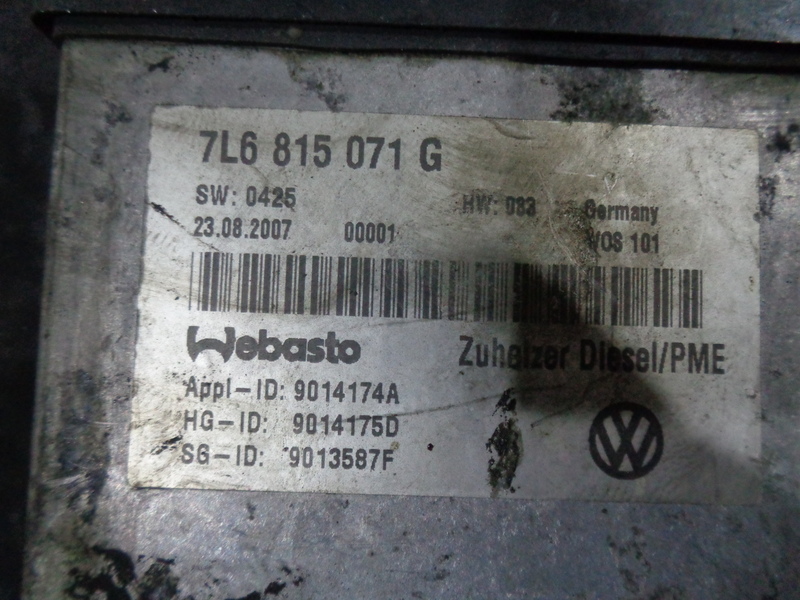 7L6 815 071 G
SW: 0425 HW: 083 Germany
23.08.2007 00001 VOS 101
Webasto Zuheizer Diesel/PME
Appl-ID: 9014174A
HG-ID: 9014175D
SG-ID: 9013587F
VW